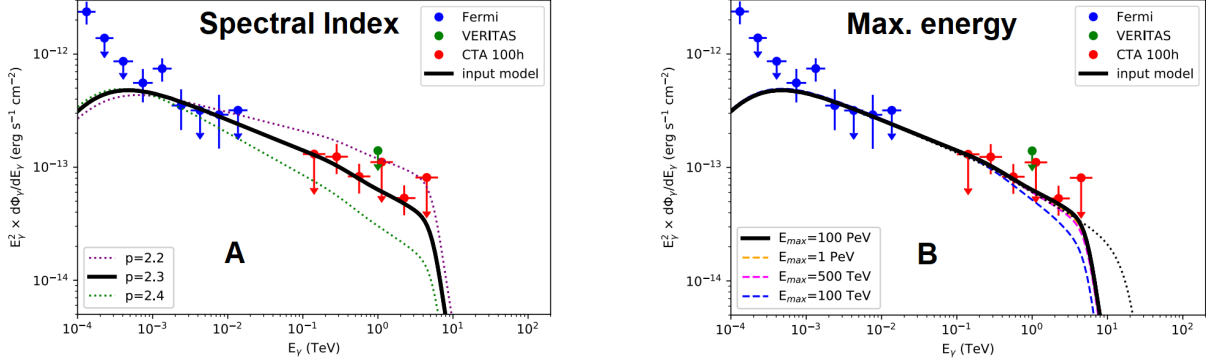 Spectral Index
Fermi
VERITAS
CTA 100h
input model
10⁻¹²
10⁻¹³
10⁻¹⁴
E²γ × dΦγ/dEγ (erg s⁻¹ cm⁻²)
A
p=2.2
p=2.3
p=2.4
10⁻⁴ 10⁻³ 10⁻² 10⁻¹ 10⁰ 10¹ 10²
Eγ (TeV)
Max. energy
Fermi
VERITAS
CTA 100h
input model
10⁻¹²
10⁻¹³
10⁻¹⁴
E²γ × dΦγ/dEγ (erg s⁻¹ cm⁻²)
B
Emax=100 PeV
Emax=1 PeV
Emax=500 TeV
Emax=100 TeV
10⁻⁴ 10⁻³ 10⁻² 10⁻¹ 10⁰ 10¹ 10²
Eγ (TeV)